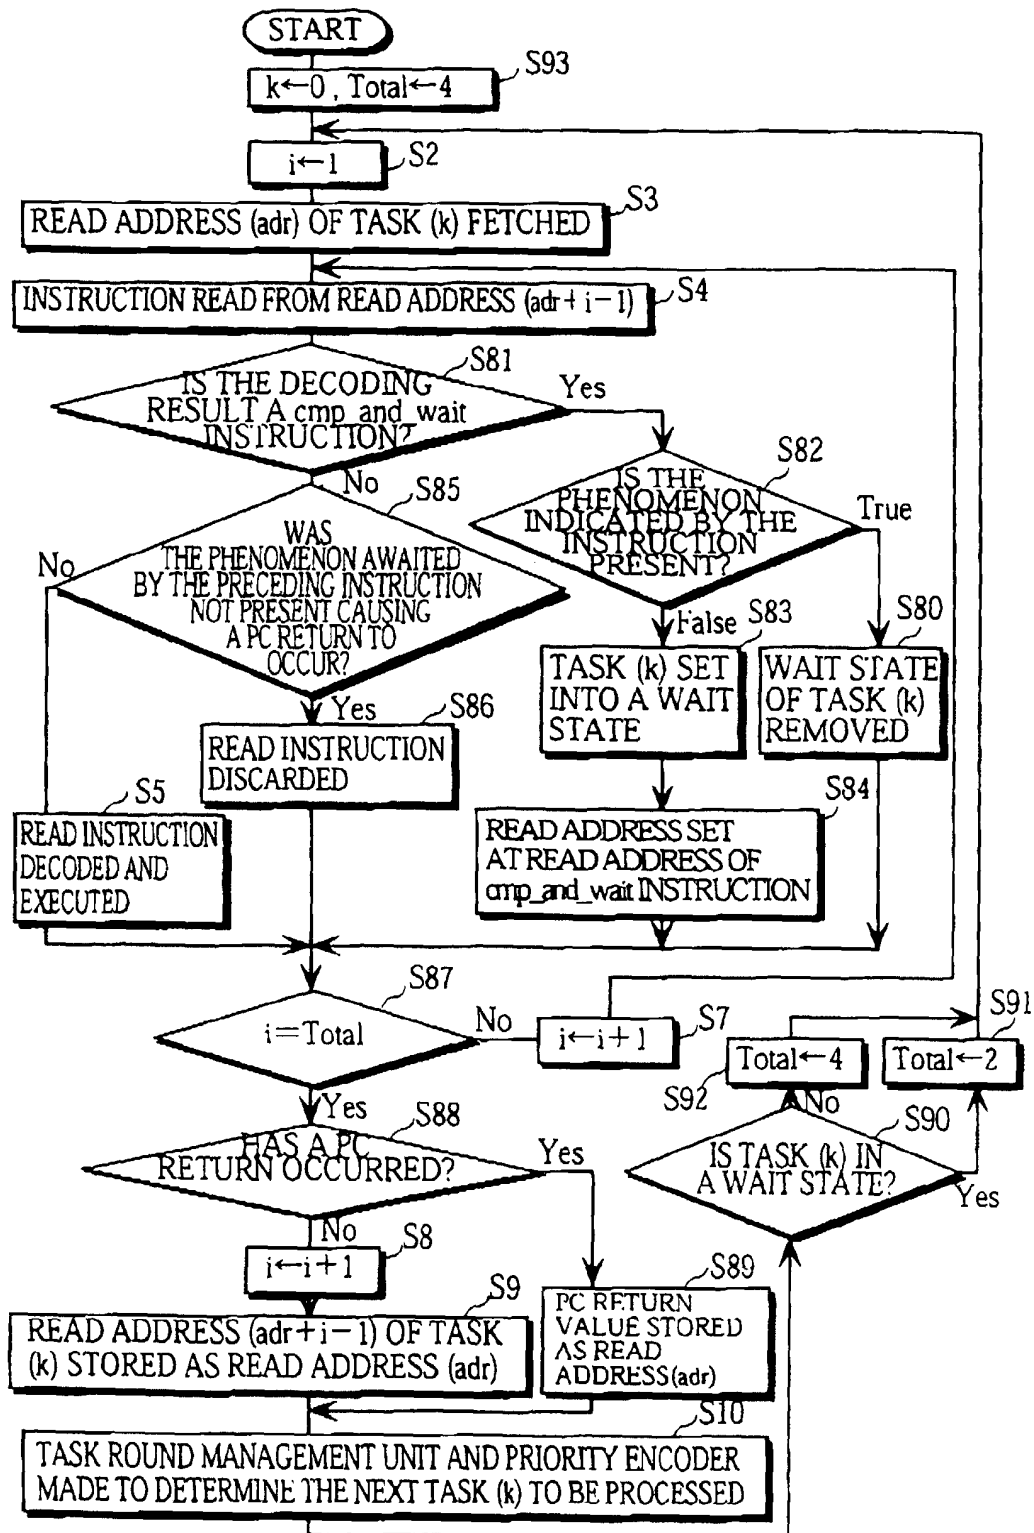 START
S93
k←0 , Total←4
S2
i←1
S3
READ ADDRESS (adr) OF TASK (k) FETCHED
S4
INSTRUCTION READ FROM READ ADDRESS (adr+i-1)
S81
IS THE DECODING
RESULT A cmp_and_wait
INSTRUCTION?
Yes
No
S82
IS THE
PHENOMENON
INDICATED BY THE
INSTRUCTION
PRESENT?
True
False
S85
WAS
THE PHENOMENON AWAITED
BY THE PRECEDING INSTRUCTION
NOT PRESENT CAUSING
A PC RETURN TO
OCCUR?
No
Yes
S83
TASK (k) SET
INTO A WAIT
STATE
S80
WAIT STATE
OF TASK (k)
REMOVED
S86
READ INSTRUCTION
DISCARDED
S84
READ ADDRESS SET
AT READ ADDRESS OF
cmp_and_wait INSTRUCTION
S5
READ INSTRUCTION
DECODED AND
EXECUTED
S87
i=Total
No
Yes
S7
i←i+1
S91
Total←2
Total←4
S92
No
S90
IS TASK (k) IN
A WAIT STATE?
Yes
S88
HAS A PC
RETURN OCCURRED?
Yes
No
S8
i←i+1
S89
PC RETURN
VALUE STORED
AS READ
ADDRESS(adr)
S9
READ ADDRESS (adr+i-1) OF TASK
(k) STORED AS READ ADDRESS (adr)
S10
TASK ROUND MANAGEMENT UNIT AND PRIORITY ENCODER
MADE TO DETERMINE THE NEXT TASK (k) TO BE PROCESSED